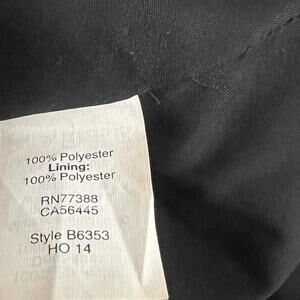 100% Polyester
Lining:
100% Polyester
RN77388
CA56445
Style B6353
HO 14